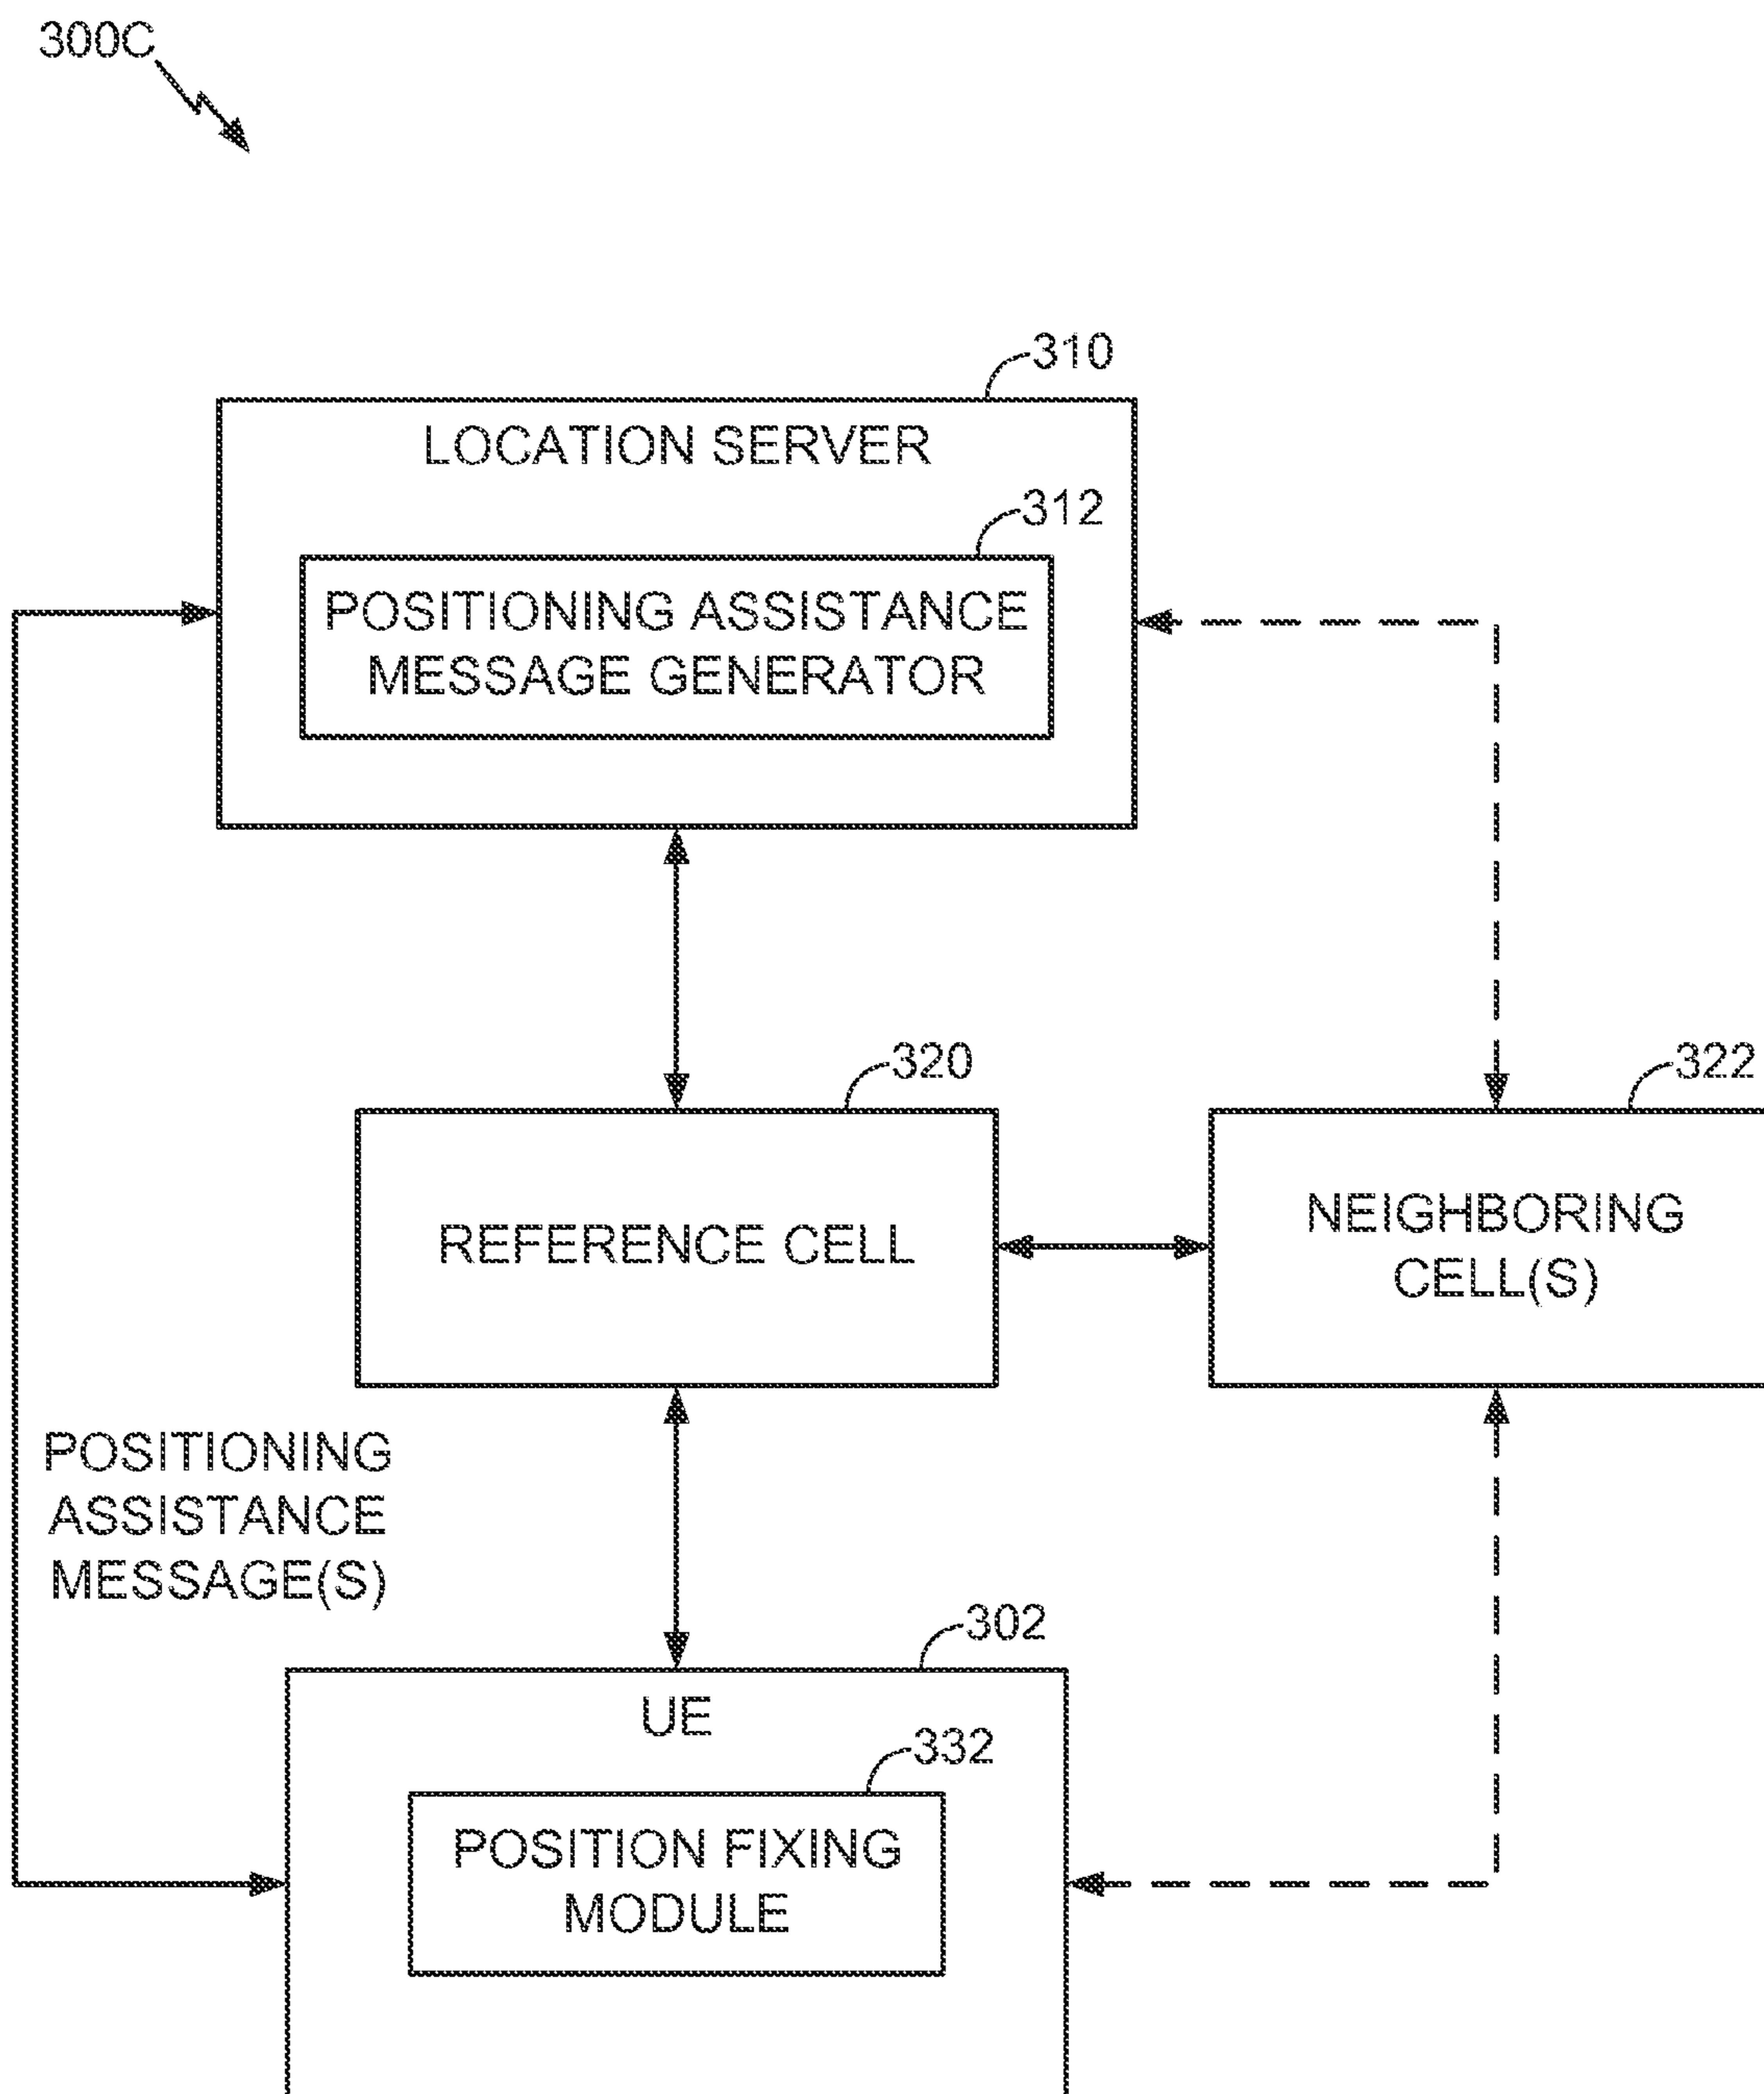 300C
310
LOCATION SERVER
312
POSITIONING ASSISTANCE
MESSAGE GENERATOR
320
322
REFERENCE CELL
NEIGHBORING
CELL(S)
POSITIONING
ASSISTANCE
MESSAGE(S)
302
UE
332
POSITION FIXING
MODULE